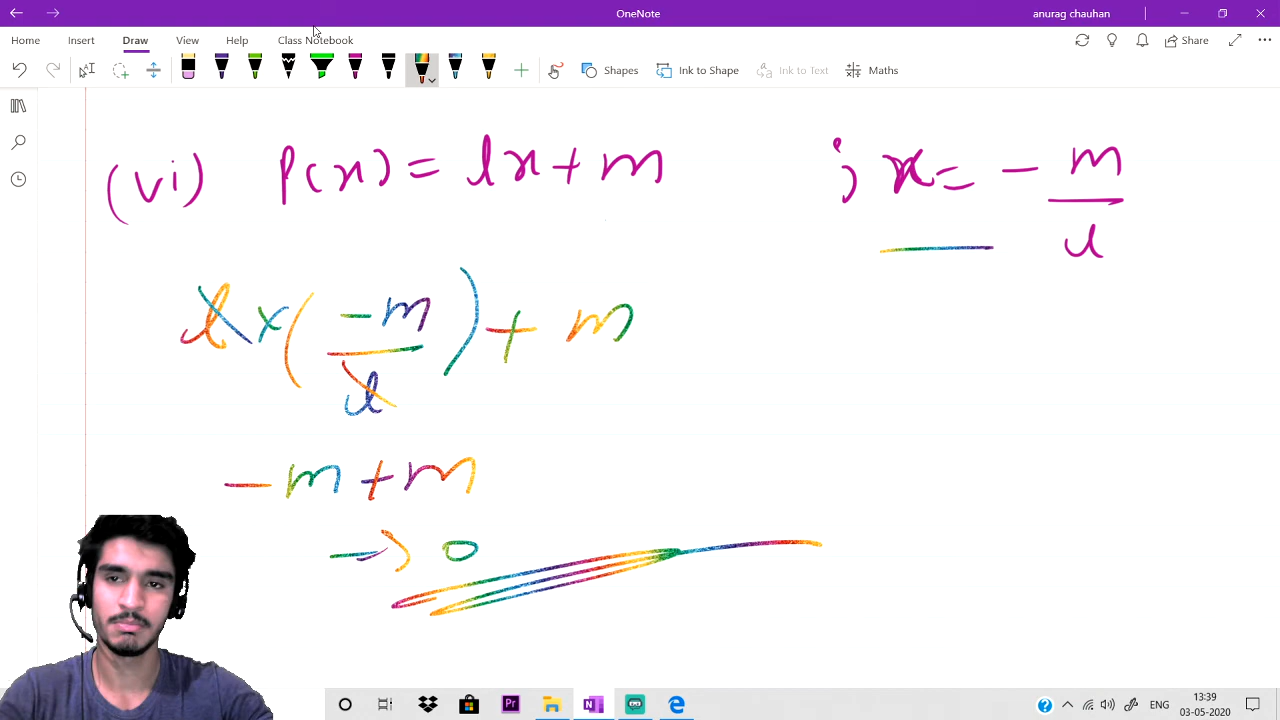 OneNote
anurag chauhan
Home Insert Draw View Help Class Notebook
Share
Shapes Ink to Shape Ink to Text Maths
(vi) P(x) = lx + m ; x = - m/l
l × (-m/l) + m
-m + m
→ 0
Pr N
ENG 13:39
03-05-2020